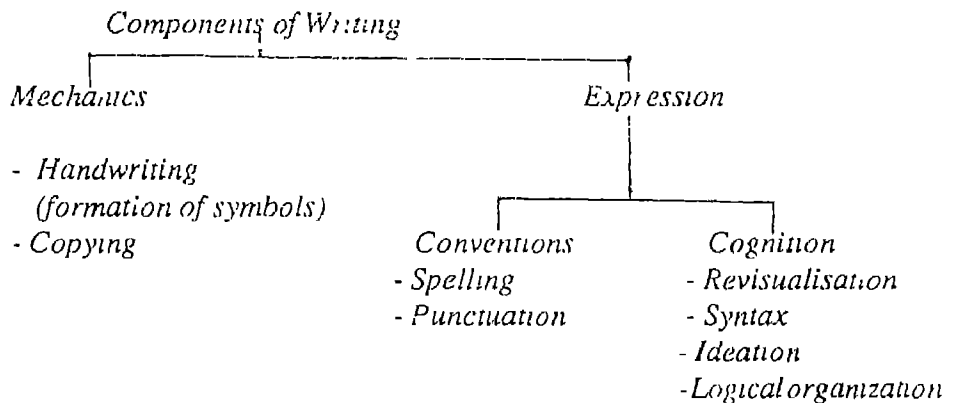 Components of Writing
Mechanics
Expression
- Handwriting
(formation of symbols)
- Copying
Conventions
- Spelling
- Punctuation
Cognition
- Revisualisation
- Syntax
- Ideation
- Logical organization